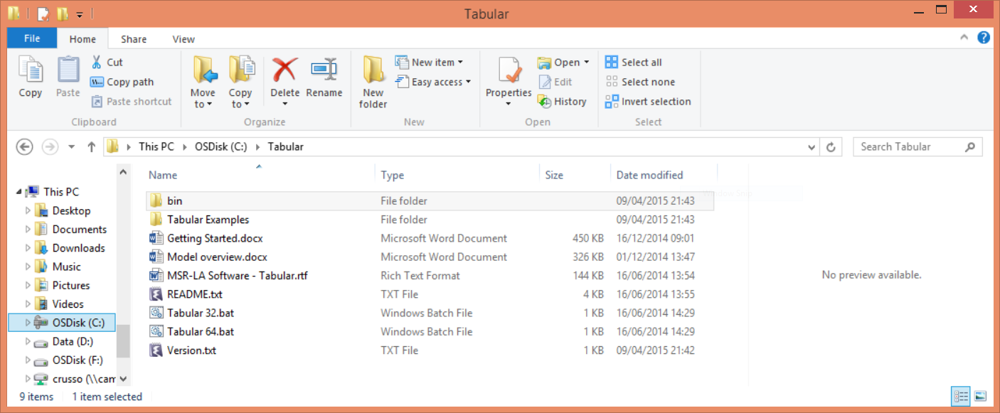 Tabular
File Home Share View
Copy Paste Cut Copy path Paste shortcut
Clipboard
Move to Copy to Delete Rename
Organize
New folder New item Easy access
New
Properties Open Edit History
Open
Select all Select none Invert selection
Select
This PC OSDisk (C:) Tabular
Search Tabular
This PC
Desktop
Documents
Downloads
Music
Pictures
Videos
OSDisk (C:)
Data (D:)
OSDisk (F:)
crusso (\\cam
Name Type Size Date modified
bin File folder 09/04/2015 21:43
Tabular Examples File folder 09/04/2015 21:43
Getting Started.docx Microsoft Word Document 450 KB 16/12/2014 09:01
Model overview.docx Microsoft Word Document 326 KB 01/12/2014 13:47
MSR-LA Software - Tabular.rtf Rich Text Format 144 KB 16/06/2014 13:54
README.txt TXT File 4 KB 16/06/2014 13:55
Tabular 32.bat Windows Batch File 1 KB 16/06/2014 14:29
Tabular 64.bat Windows Batch File 1 KB 16/06/2014 14:29
Version.txt TXT File 1 KB 09/04/2015 21:42
No preview available.
9 items 1 item selected